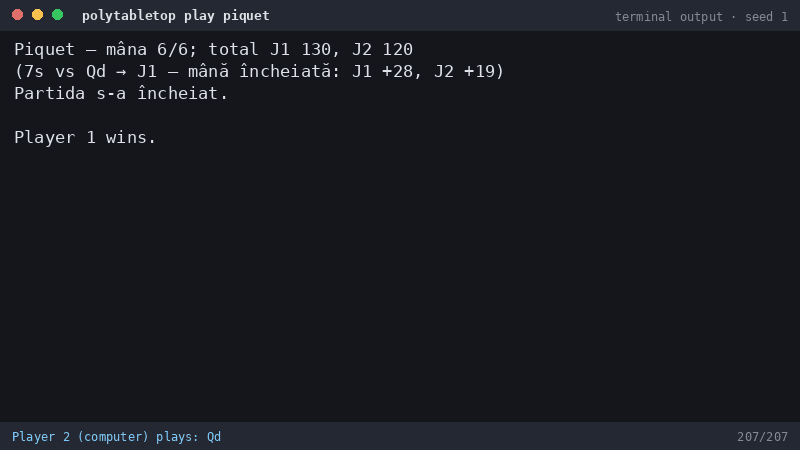 polytabletop play piquet
terminal output · seed 1
Piquet — mâna 6/6; total J1 130, J2 120
(7s vs Qd → J1 — mână încheiată: J1 +28, J2 +19)
Partida s-a încheiat.
Player 1 wins.
Player 2 (computer) plays: Qd
207/207